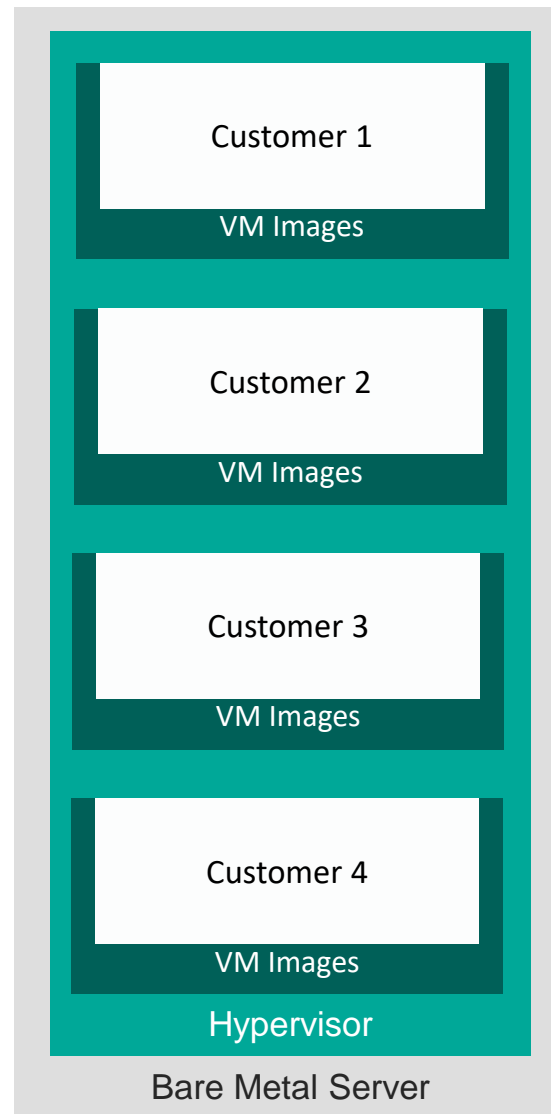 Customer 1
VM Images
Customer 2
VM Images
Customer 3
VM Images
Customer 4
VM Images
Hypervisor
Bare Metal Server